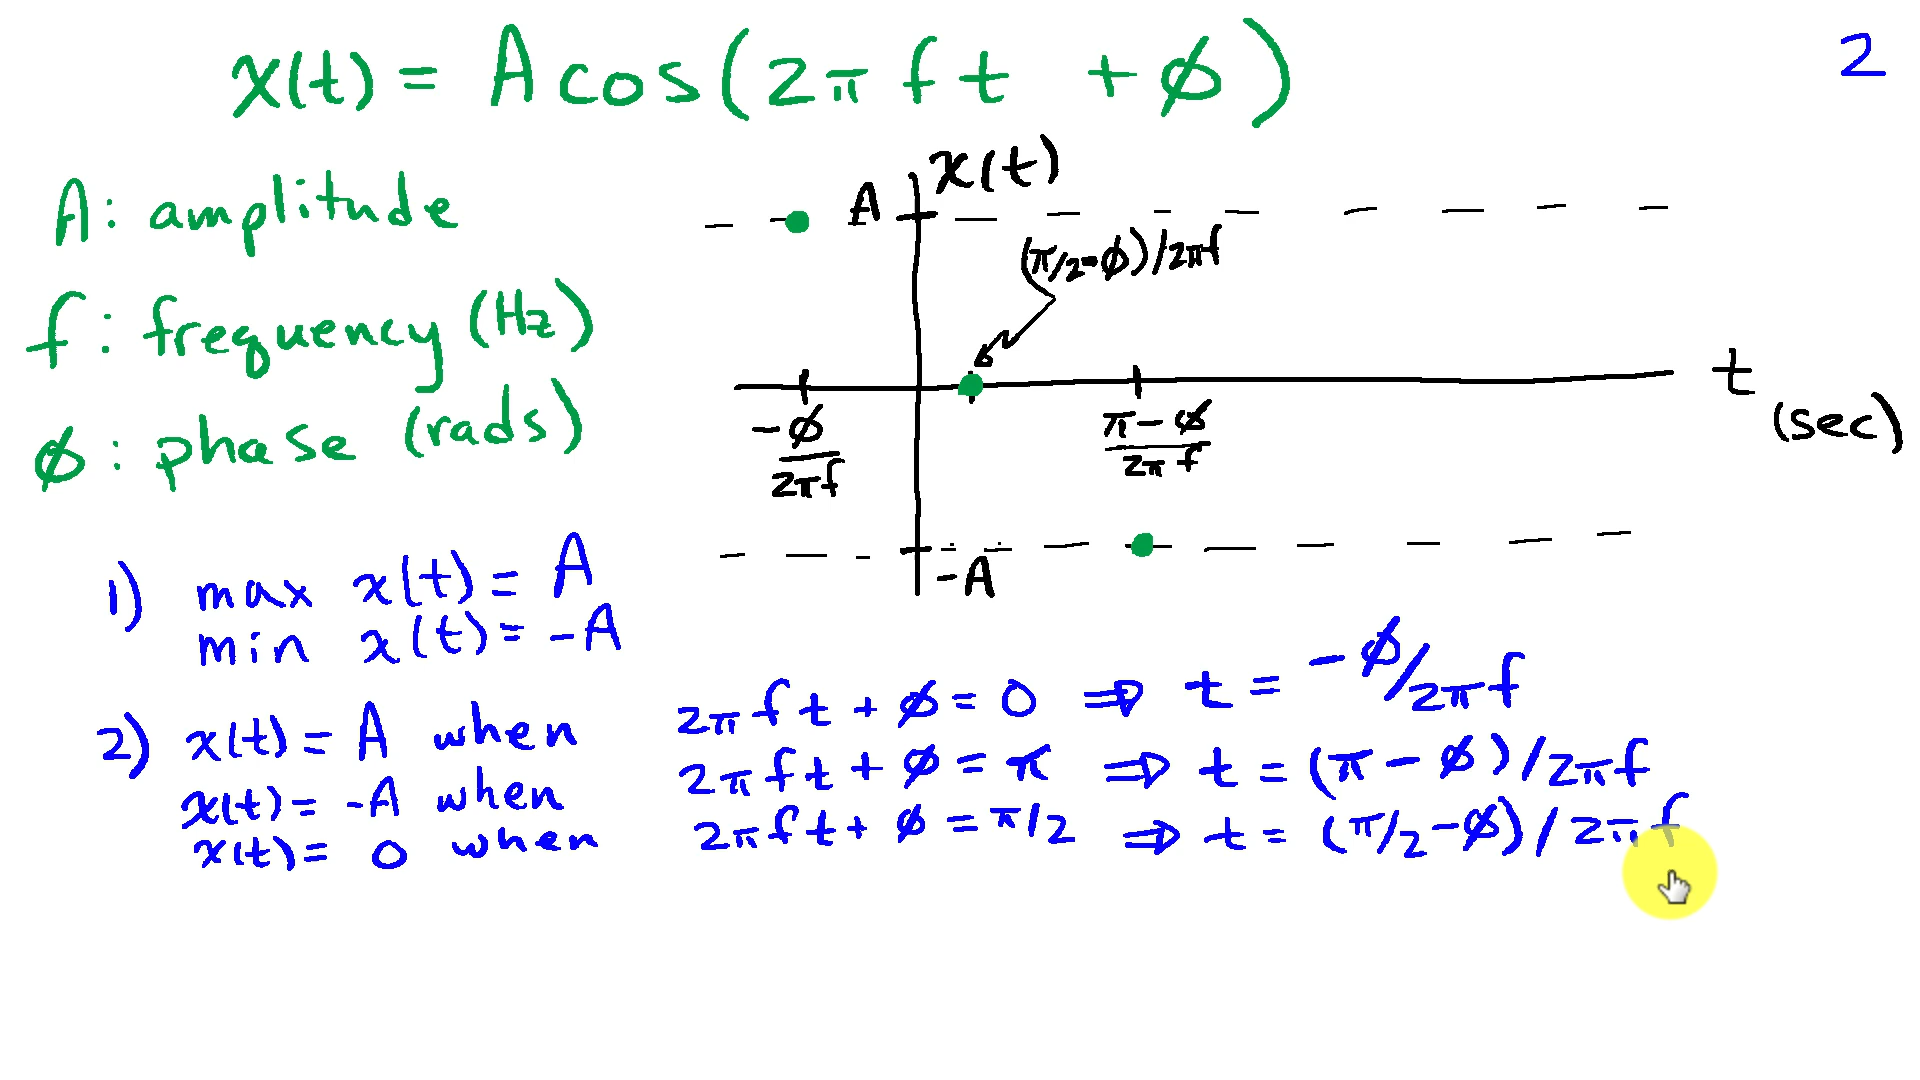 x(t) = A cos(2π f t + ϕ)
2
A: amplitude
f: frequency (Hz)
ϕ: phase (rads)
x(t)
A
(π/2-ϕ)/2πf
t
(sec)
-ϕ/2πf
π-ϕ/2πf
-A
1) max x(t) = A
min x(t) = -A
2) x(t) = A when 2πft + ϕ = 0 ⇒ t = -ϕ/2πf
x(t) = -A when 2πft + ϕ = π ⇒ t = (π-ϕ)/2πf
x(t) = 0 when 2πft + ϕ = π/2 ⇒ t = (π/2-ϕ)/2πf